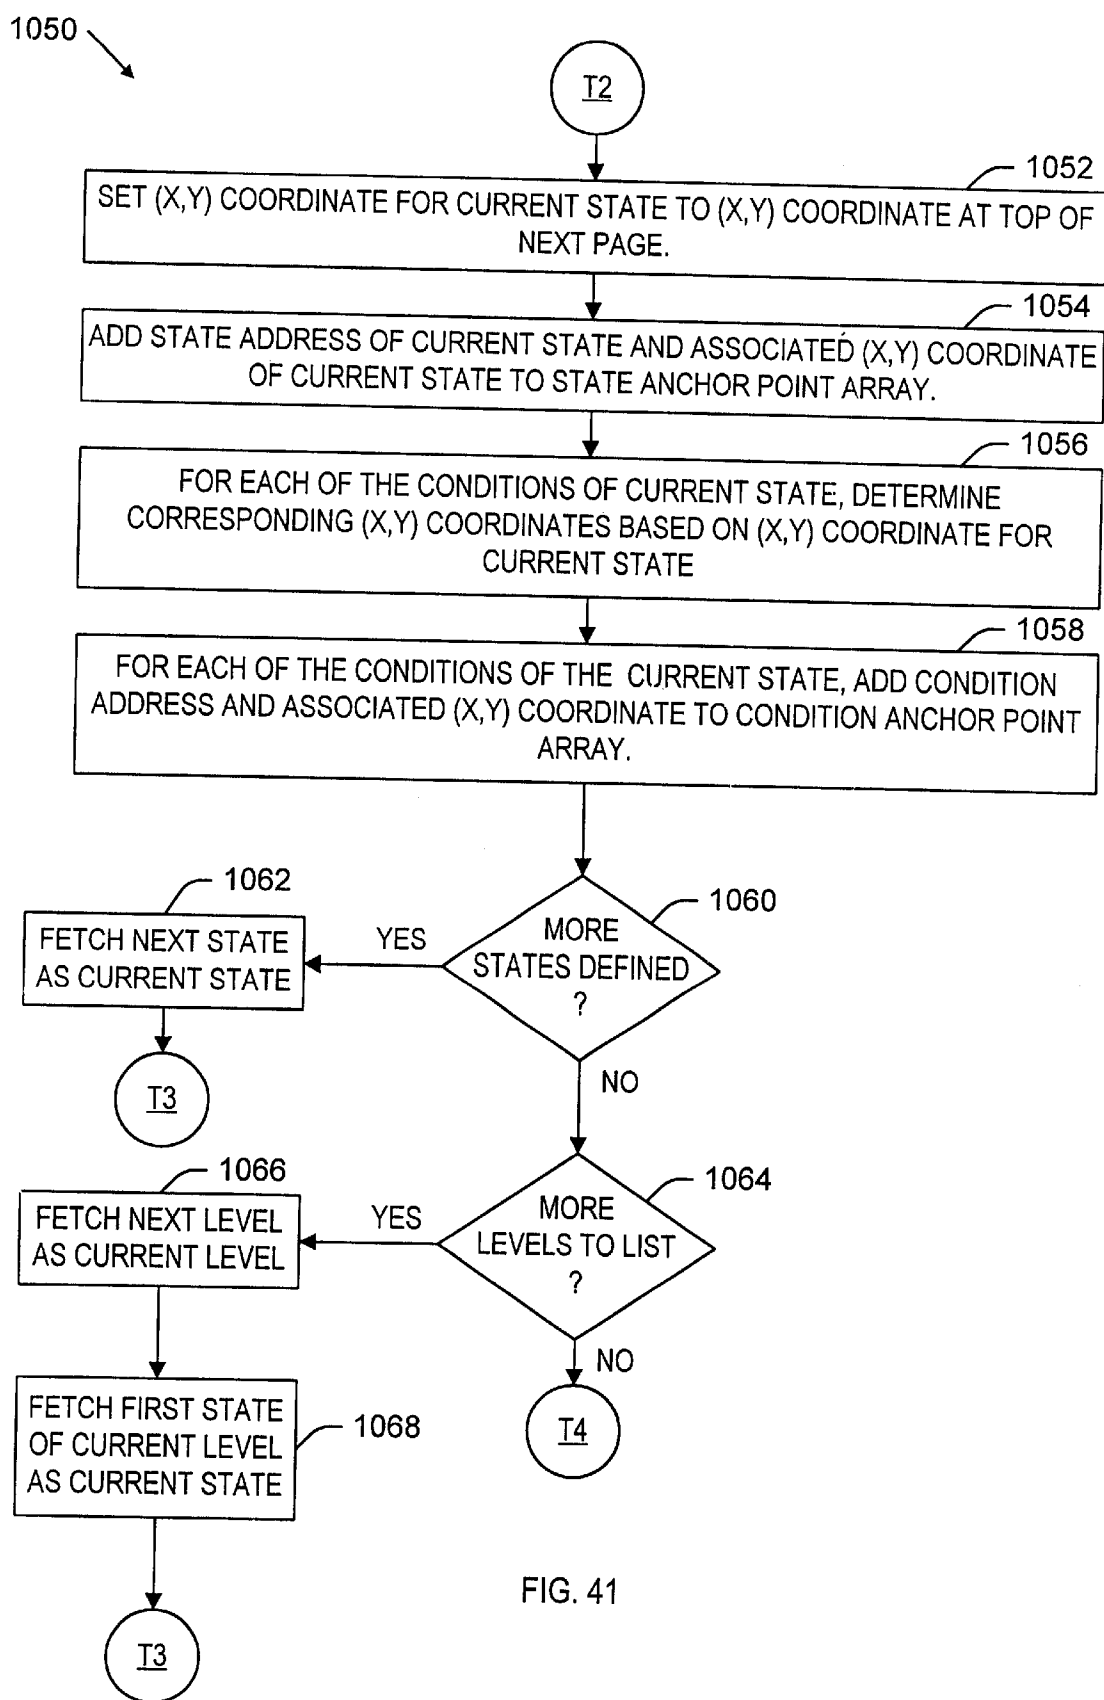 1050
T2
1052
SET (X,Y) COORDINATE FOR CURRENT STATE TO (X,Y) COORDINATE AT TOP OF
NEXT PAGE.
1054
ADD STATE ADDRESS OF CURRENT STATE AND ASSOCIATED (X,Y) COORDINATE
OF CURRENT STATE TO STATE ANCHOR POINT ARRAY.
1056
FOR EACH OF THE CONDITIONS OF CURRENT STATE, DETERMINE
CORRESPONDING (X,Y) COORDINATES BASED ON (X,Y) COORDINATE FOR
CURRENT STATE
1058
FOR EACH OF THE CONDITIONS OF THE CURRENT STATE, ADD CONDITION
ADDRESS AND ASSOCIATED (X,Y) COORDINATE TO CONDITION ANCHOR POINT
ARRAY.
1060
MORE
STATES DEFINED
?
YES
1062
FETCH NEXT STATE
AS CURRENT STATE
T3
NO
1064
MORE
LEVELS TO LIST
?
YES
1066
FETCH NEXT LEVEL
AS CURRENT LEVEL
NO
T4
1068
FETCH FIRST STATE
OF CURRENT LEVEL
AS CURRENT STATE
T3
FIG. 41